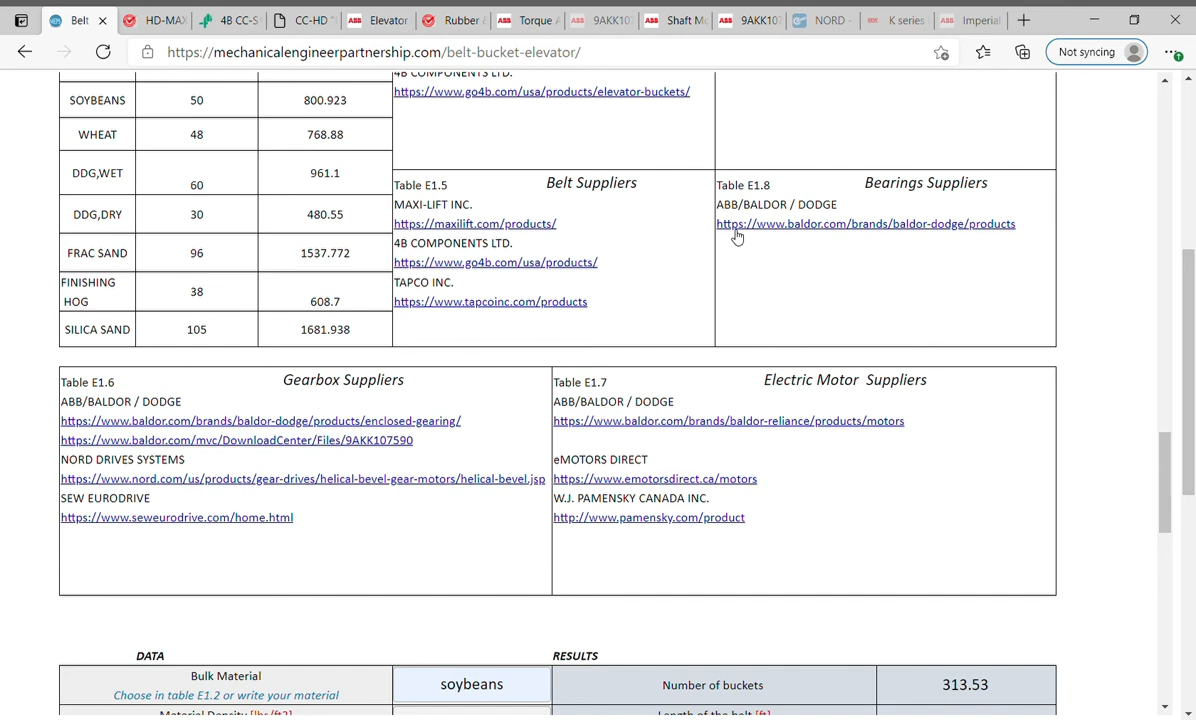 Belt
HD-MAX
4B CC-S
CC-HD
Elevator
Rubber
Torque
9AKK10
Shaft M
9AKK10
NORD -
K series
Imperial
https://mechanicalengineerpartnership.com/belt-bucket-elevator/
Not syncing
4B COMPONENTS LTD.
https://www.go4b.com/usa/products/elevator-buckets/
SOYBEANS 50 800.923
WHEAT 48 768.88
DDG,WET 60 961.1
DDG,DRY 30 480.55
FRAC SAND 96 1537.772
FINISHING
HOG 38 608.7
SILICA SAND 105 1681.938
Table E1.5 Belt Suppliers
MAXI-LIFT INC.
https://maxilift.com/products/
4B COMPONENTS LTD.
https://www.go4b.com/usa/products/
TAPCO INC.
https://www.tapcoinc.com/products
Table E1.8 Bearings Suppliers
ABB/BALDOR / DODGE
https://www.baldor.com/brands/baldor-dodge/products
Table E1.6 Gearbox Suppliers
ABB/BALDOR / DODGE
https://www.baldor.com/brands/baldor-dodge/products/enclosed-gearing/
https://www.baldor.com/mvc/DownloadCenter/Files/9AKK107590
NORD DRIVES SYSTEMS
https://www.nord.com/us/products/gear-drives/helical-bevel-gear-motors/helical-bevel.jsp
SEW EURODRIVE
https://www.seweurodrive.com/home.html
Table E1.7 Electric Motor Suppliers
ABB/BALDOR / DODGE
https://www.baldor.com/brands/baldor-reliance/products/motors
eMOTORS DIRECT
https://www.emotorsdirect.ca/motors
W.J. PAMENSKY CANADA INC.
http://www.pamensky.com/product
DATA RESULTS
Bulk Material
Choose in table E1.2 or write your material
soybeans
Number of buckets 313.53
Material Density [lbs/ft3]
Length of the belt [ft]